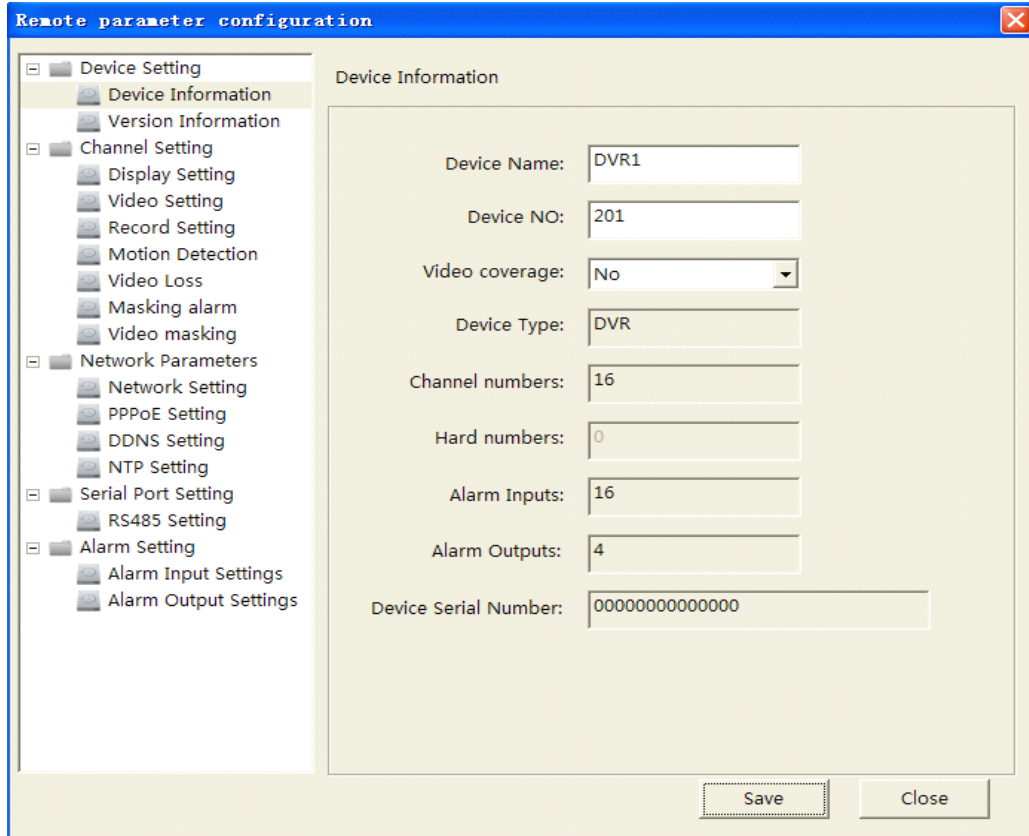 Remote parameter configuration
Device Setting
Device Information
Version Information
Channel Setting
Display Setting
Video Setting
Record Setting
Motion Detection
Video Loss
Masking alarm
Video masking
Network Parameters
Network Setting
PPPoE Setting
DDNS Setting
NTP Setting
Serial Port Setting
RS485 Setting
Alarm Setting
Alarm Input Settings
Alarm Output Settings
Device Information
Device Name: DVR1
Device NO: 201
Video coverage: No
Device Type: DVR
Channel numbers: 16
Hard numbers: 0
Alarm Inputs: 16
Alarm Outputs: 4
Device Serial Number: 00000000000000
Save Close